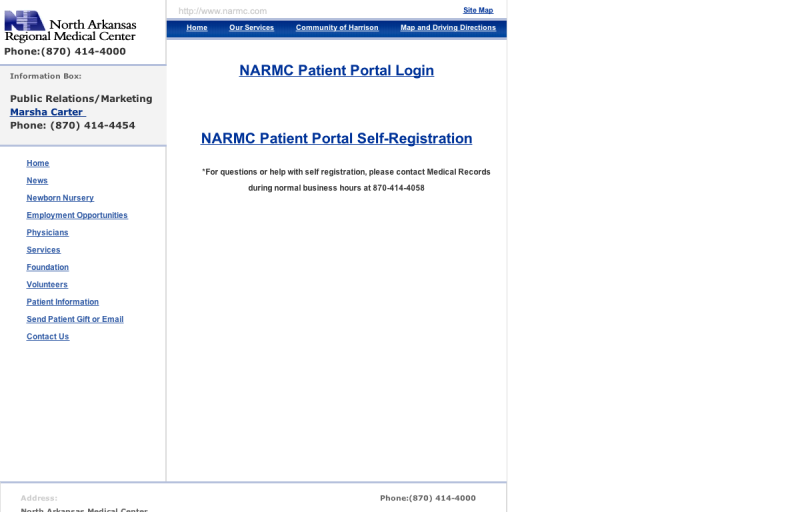 North Arkansas
Regional Medical Center
Phone:(870) 414-4000
Information Box:
Public Relations/Marketing
Marsha Carter
Phone: (870) 414-4454
Home
News
Newborn Nursery
Employment Opportunities
Physicians
Services
Foundation
Volunteers
Patient Information
Send Patient Gift or Email
Contact Us
http://www.narmc.com
Site Map
Home Our Services Community of Harrison Map and Driving Directions
NARMC Patient Portal Login
NARMC Patient Portal Self-Registration
*For questions or help with self registration, please contact Medical Records
during normal business hours at 870-414-4058
Address:
Phone:(870) 414-4000
North Arkansas Medical Center